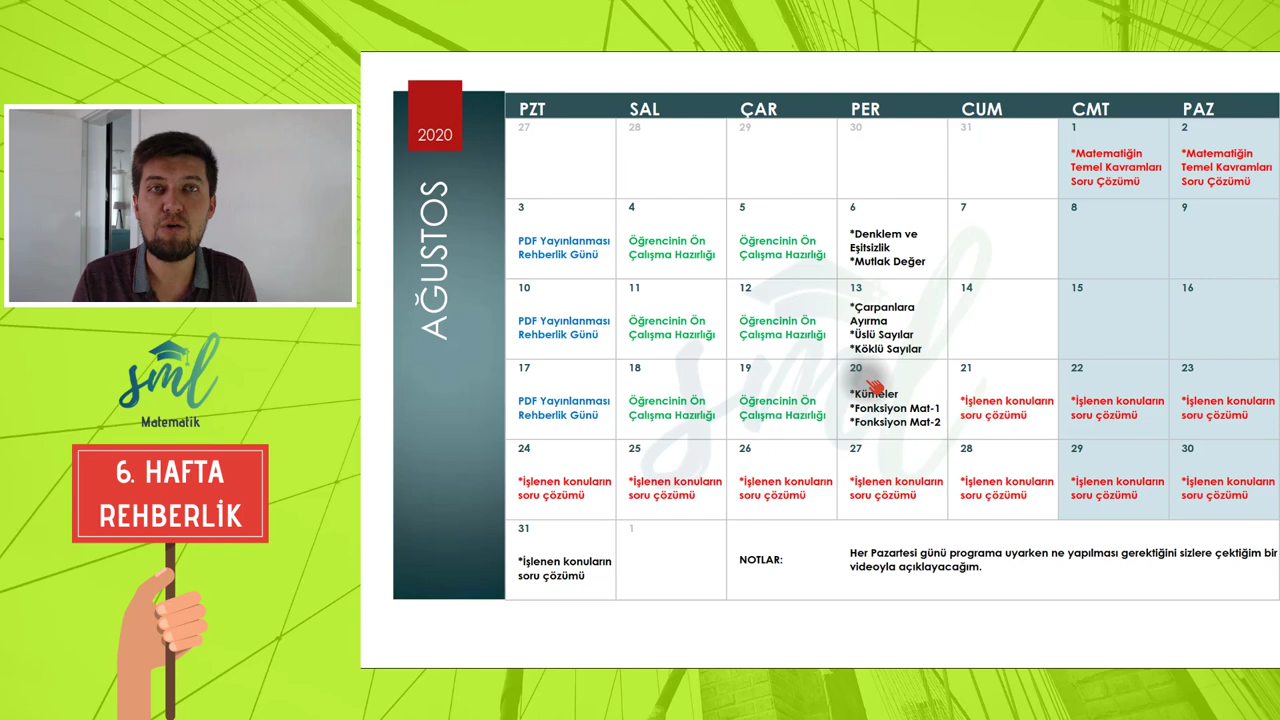 2020
AĞUSTOS
PZT SAL ÇAR PER CUM CMT PAZ
27 28 29 30 31 1 2
*Matematiğin
Temel Kavramları
Soru Çözümü
*Matematiğin
Temel Kavramları
Soru Çözümü
3 4 5 6 7 8 9
PDF Yayınlanması
Rehberlik Günü
Öğrencinin Ön
Çalışma Hazırlığı
Öğrencinin Ön
Çalışma Hazırlığı
*Denklem ve
Eşitsizlik
*Mutlak Değer
10 11 12 13 14 15 16
PDF Yayınlanması
Rehberlik Günü
Öğrencinin Ön
Çalışma Hazırlığı
Öğrencinin Ön
Çalışma Hazırlığı
*Çarpanlara
Ayırma
*Üslü Sayılar
*Köklü Sayılar
17 18 19 20 21 22 23
PDF Yayınlanması
Rehberlik Günü
Öğrencinin Ön
Çalışma Hazırlığı
Öğrencinin Ön
Çalışma Hazırlığı
*Kümeler
*Fonksiyon Mat-1
*Fonksiyon Mat-2
*İşlenen konuların
soru çözümü
*İşlenen konuların
soru çözümü
*İşlenen konuların
soru çözümü
24 25 26 27 28 29 30
*İşlenen konuların
soru çözümü
*İşlenen konuların
soru çözümü
*İşlenen konuların
soru çözümü
*İşlenen konuların
soru çözümü
*İşlenen konuların
soru çözümü
*İşlenen konuların
soru çözümü
*İşlenen konuların
soru çözümü
31 1
*İşlenen konuların
soru çözümü
NOTLAR:
Her Pazartesi günü programa uyarken ne yapılması gerektiğini sizlere çektiğim bir
videoyla açıklayacağım.
sml
sml
Matematik
6. HAFTA
REHBERLİK